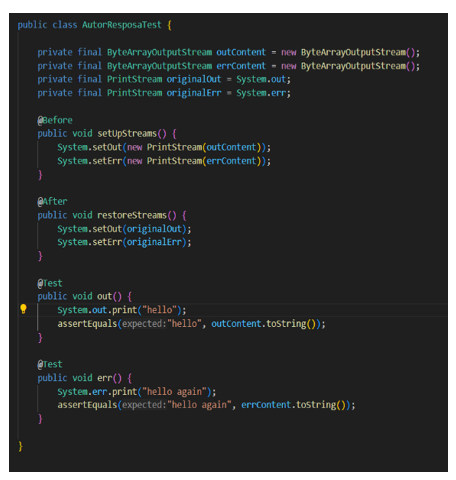 public class AutorResposaTest {
private final ByteArrayOutputStream outContent = new ByteArrayOutputStream();
private final ByteArrayOutputStream errContent = new ByteArrayOutputStream();
private final PrintStream originalOut = System.out;
private final PrintStream originalErr = System.err;
@Before
public void setUpStreams() {
System.setOut(new PrintStream(outContent));
System.setErr(new PrintStream(errContent));
}
@After
public void restoreStreams() {
System.setOut(originalOut);
System.setErr(originalErr);
}
@Test
public void out() {
System.out.print("hello");
assertEquals(expected:"hello", outContent.toString());
}
@Test
public void err() {
System.err.print("hello again");
assertEquals(expected:"hello again", errContent.toString());
}
}